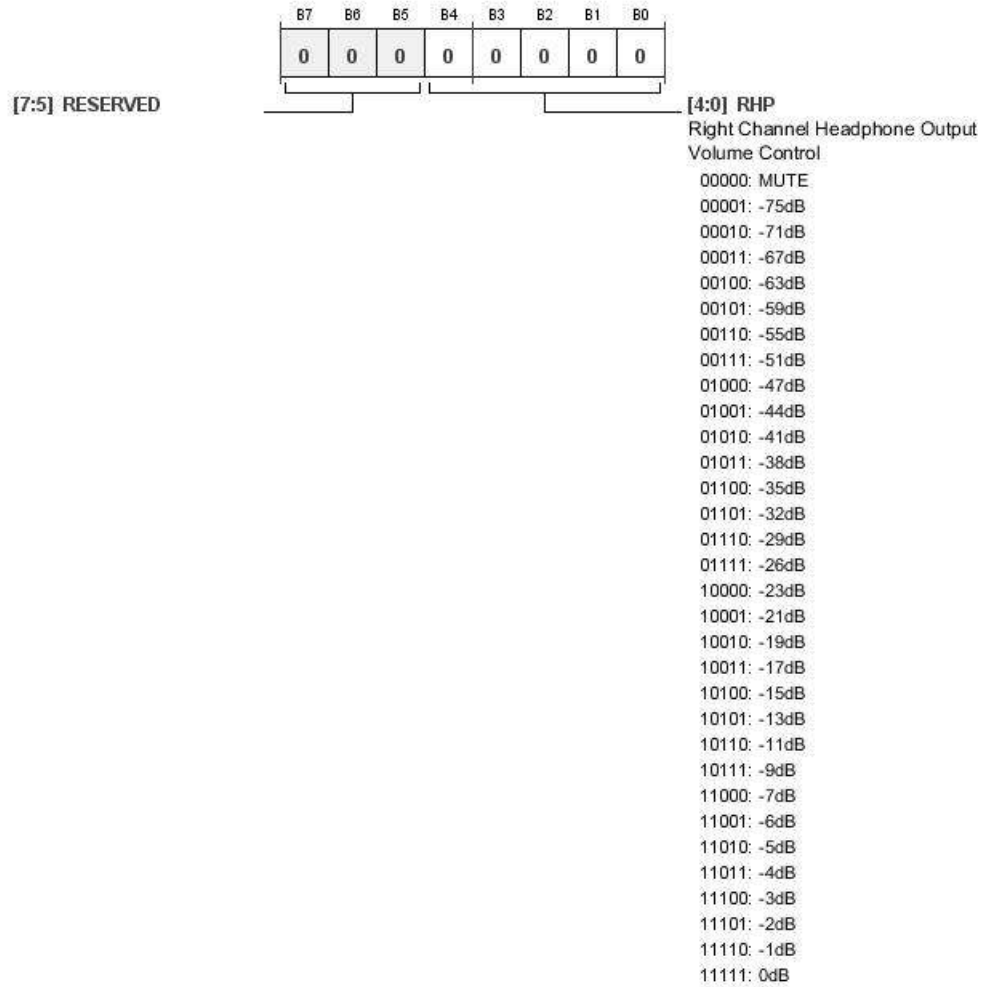 B7 B6 B5 B4 B3 B2 B1 B0
0 0 0 0 0 0 0 0
[7:5] RESERVED
[4:0] RHP
Right Channel Headphone Output
Volume Control
00000: MUTE
00001: -75dB
00010: -71dB
00011: -67dB
00100: -63dB
00101: -59dB
00110: -55dB
00111: -51dB
01000: -47dB
01001: -44dB
01010: -41dB
01011: -38dB
01100: -35dB
01101: -32dB
01110: -29dB
01111: -26dB
10000: -23dB
10001: -21dB
10010: -19dB
10011: -17dB
10100: -15dB
10101: -13dB
10110: -11dB
10111: -9dB
11000: -7dB
11001: -6dB
11010: -5dB
11011: -4dB
11100: -3dB
11101: -2dB
11110: -1dB
11111: 0dB